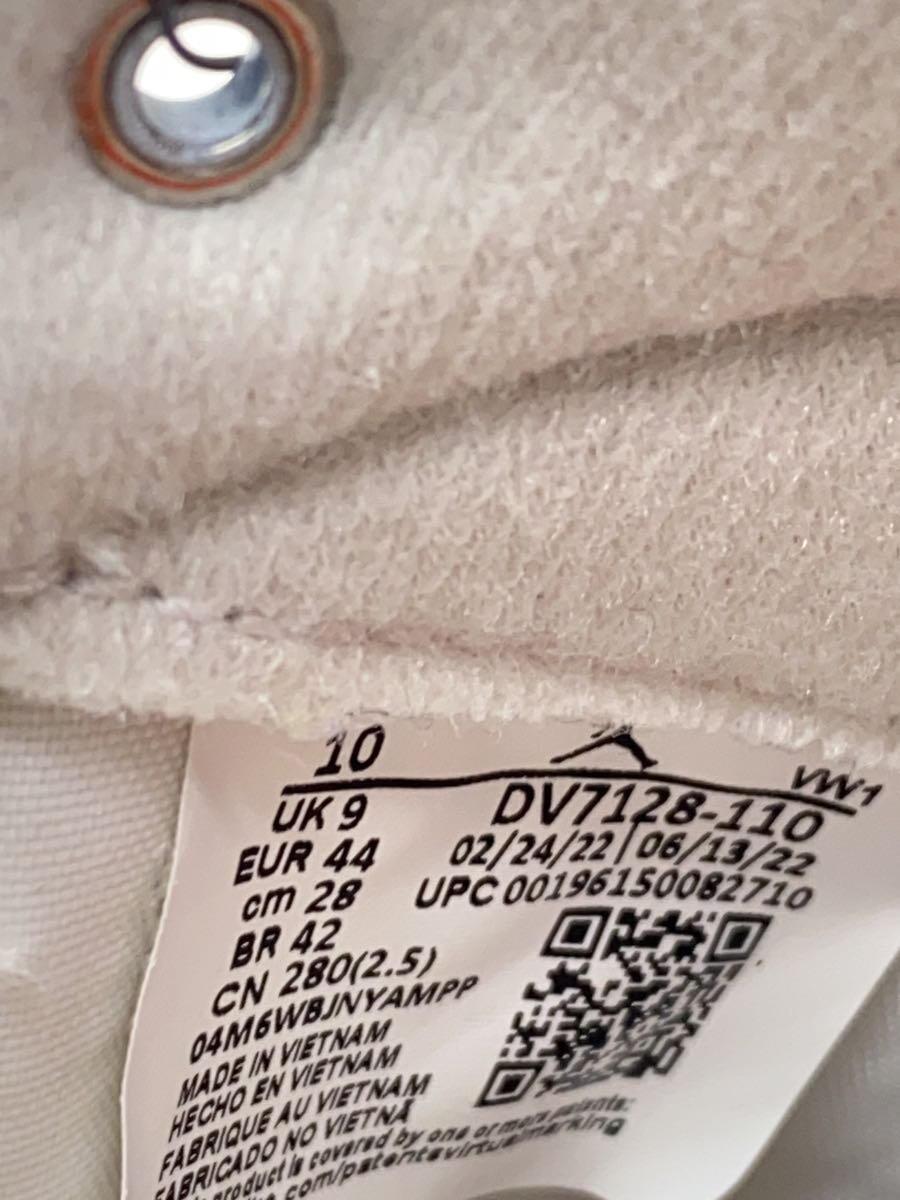 10
VW1
UK 9
DV7128-110
EUR 44
02/24/22 | 06/13/22
cm 28
UPC 00196150082710
BR 42
CN 280(2.5)
04M6WBJNYAMPP
MADE IN VIETNAM
HECHO EN VIETNAM
FABRIQUE AU VIETNAM
FABRICADO NO VIETNÃ
product is covered by one or more patents:
.com/patentsvirtualmarking